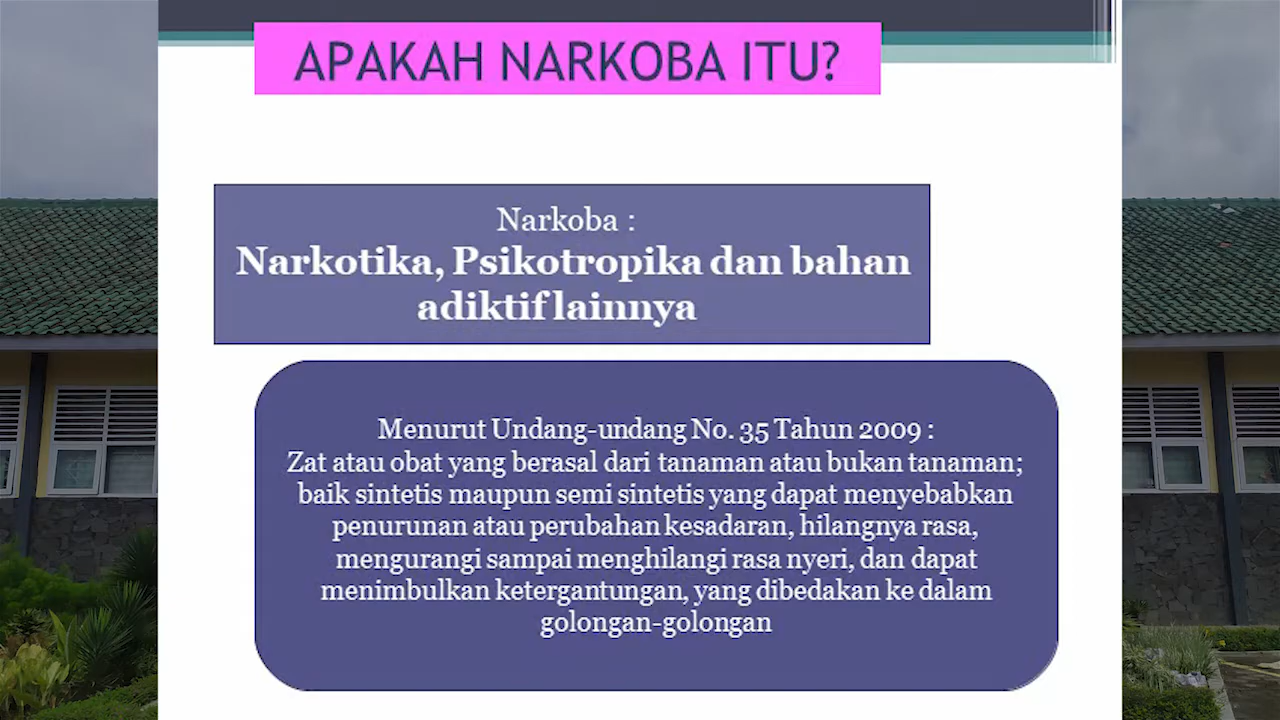 APAKAH NARKOBA ITU?
Narkoba :
Narkotika, Psikotropika dan bahan
adiktif lainnya
Menurut Undang-undang No. 35 Tahun 2009 :
Zat atau obat yang berasal dari tanaman atau bukan tanaman;
baik sintetis maupun semi sintetis yang dapat menyebabkan
penurunan atau perubahan kesadaran, hilangnya rasa,
mengurangi sampai menghilangi rasa nyeri, dan dapat
menimbulkan ketergantungan, yang dibedakan ke dalam
golongan-golongan